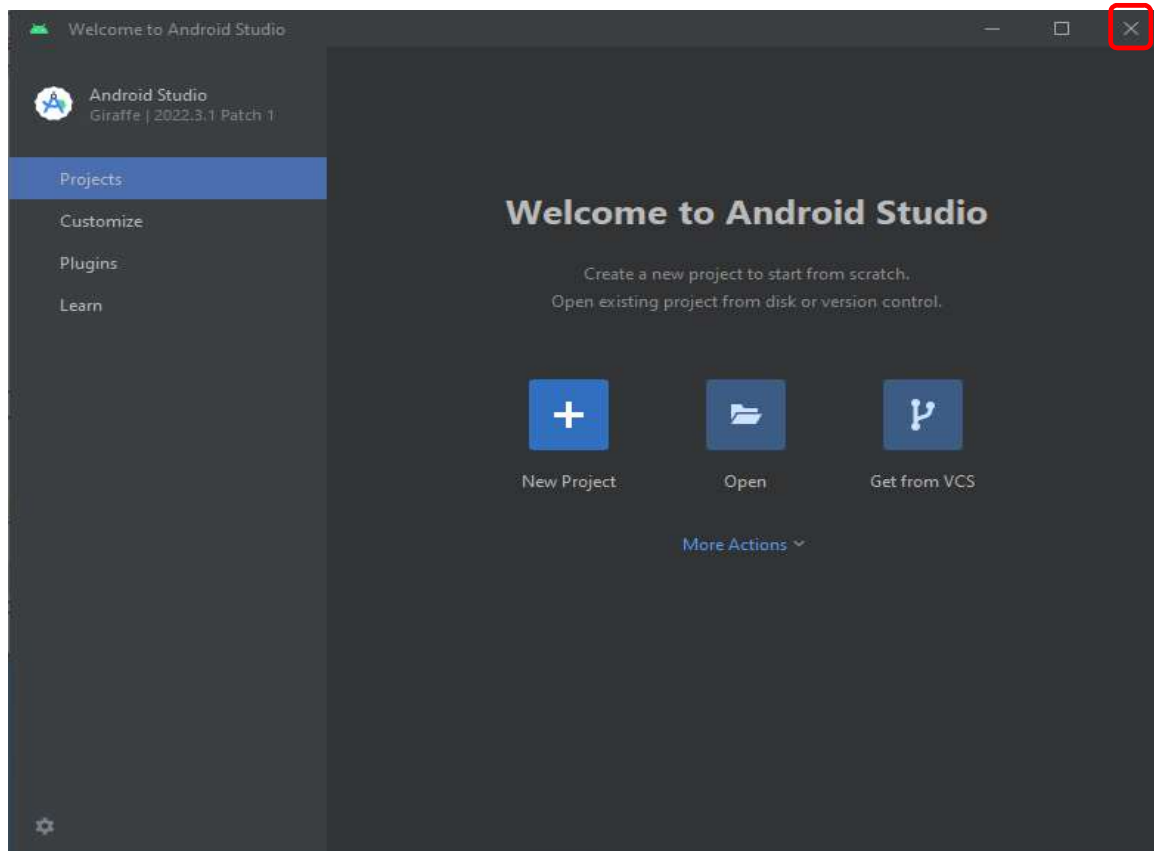 Welcome to Android Studio
Android Studio
Giraffe | 2022.3.1 Patch 1
Projects
Customize
Plugins
Learn
Welcome to Android Studio
Create a new project to start from scratch.
Open existing project from disk or version control.
New Project
Open
Get from VCS
More Actions